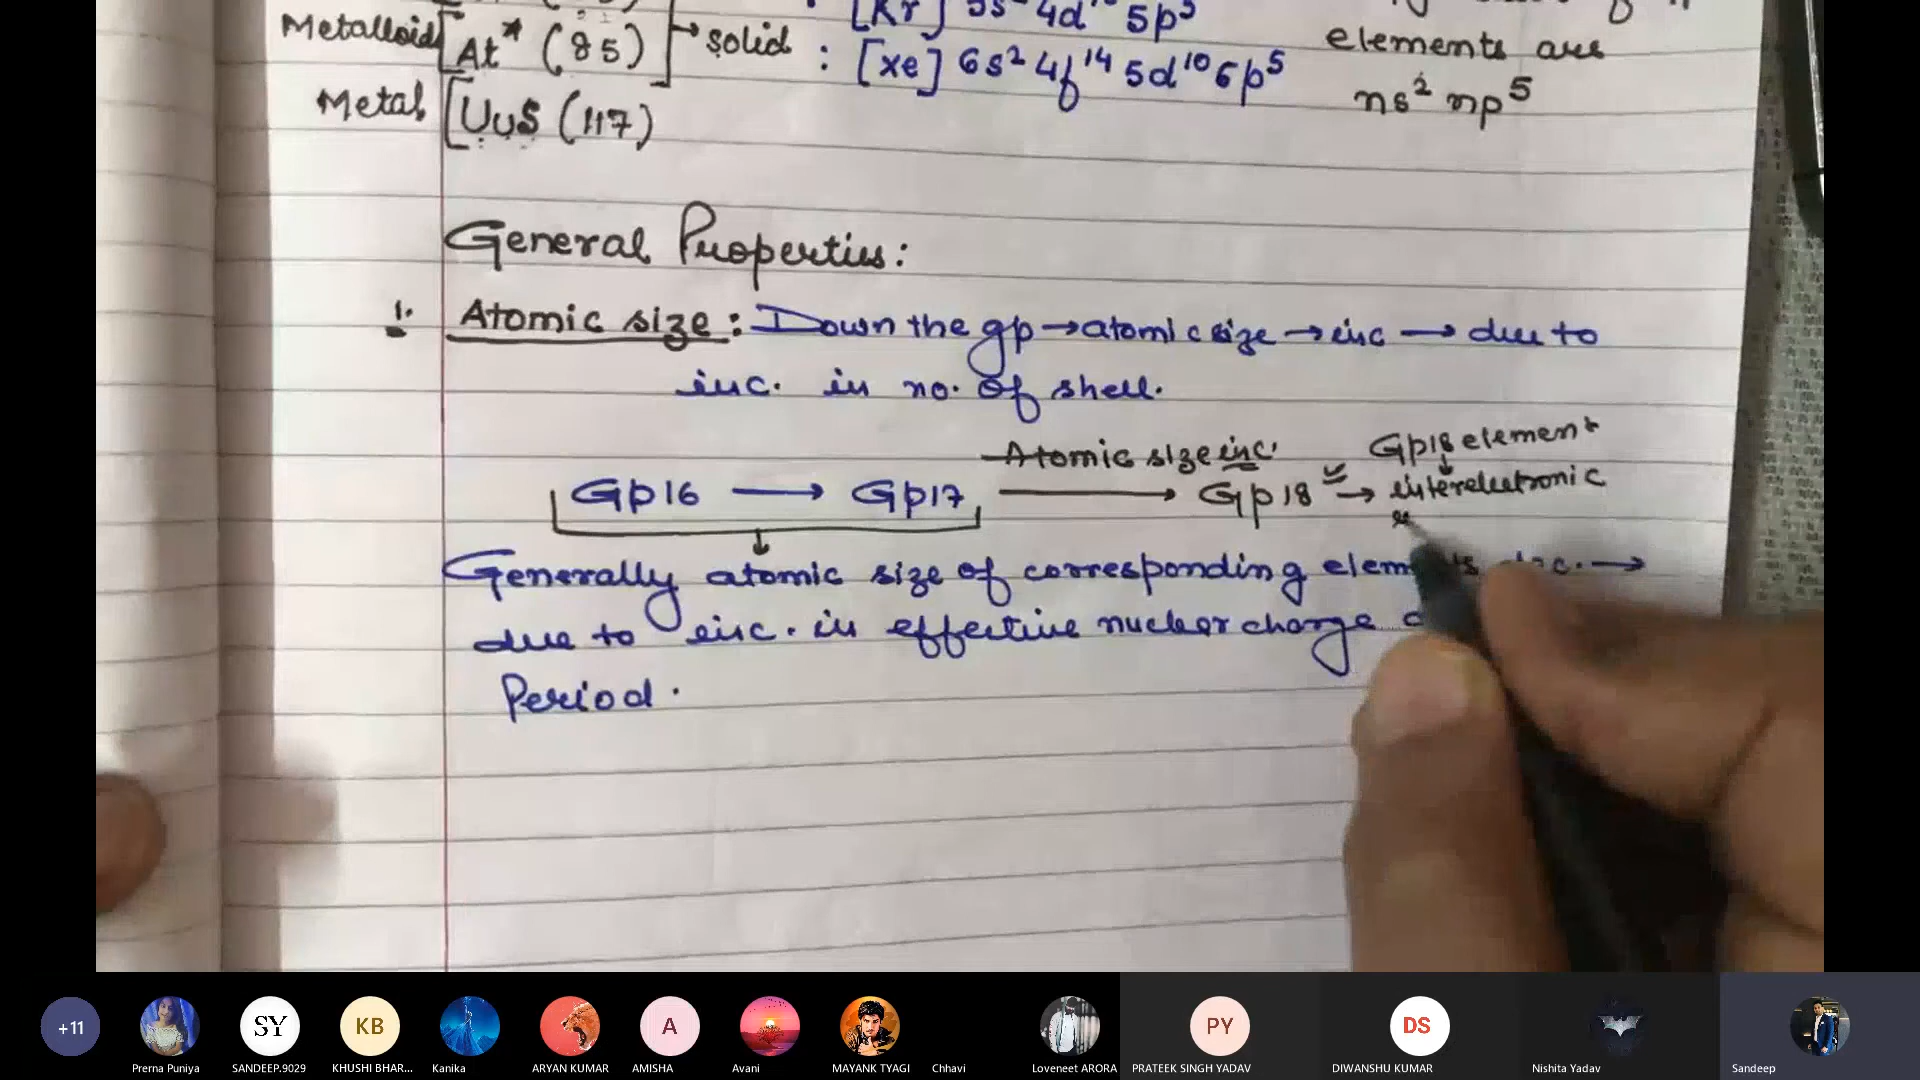 [Kr] 5s² 4d¹⁰ 5p⁵
Metalloid [At* (85)] → solid : [xe] 6s² 4f¹⁴ 5d¹⁰ 6p⁵
elements are
ns² np⁵
Metal [UuS (117)
General Properties:
1. Atomic size: Down the gp → atomic size → inc → due to
inc. in no. of shell.
Atomic size inc.
Gp18 element
Gp16 → Gp17 → Gp18 → interelectronic
Generally atomic size of corresponding →
due to inc. in effective nuclear charge
Period.
+11
SY
KB
A
PY
DS
Prerna Puniya
SANDEEP.9029
KHUSHI BHAR...
Kanika
ARYAN KUMAR
AMISHA
Avani
MAYANK TYAGI
Chhavi
Loveneet ARORA
PRATEEK SINGH YADAV
DIWANSHU KUMAR
Nishita Yadav
Sandeep